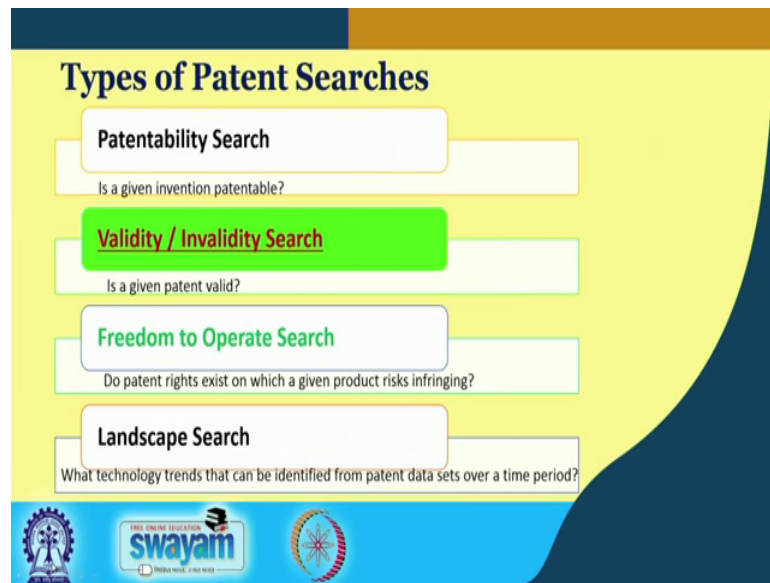 Types of Patent Searches
Patentability Search
Is a given invention patentable?
Validity / Invalidity Search
Is a given patent valid?
Freedom to Operate Search
Do patent rights exist on which a given product risks infringing?
Landscape Search
What technology trends that can be identified from patent data sets over a time period?
FREE ONLINE EDUCATION
swayam